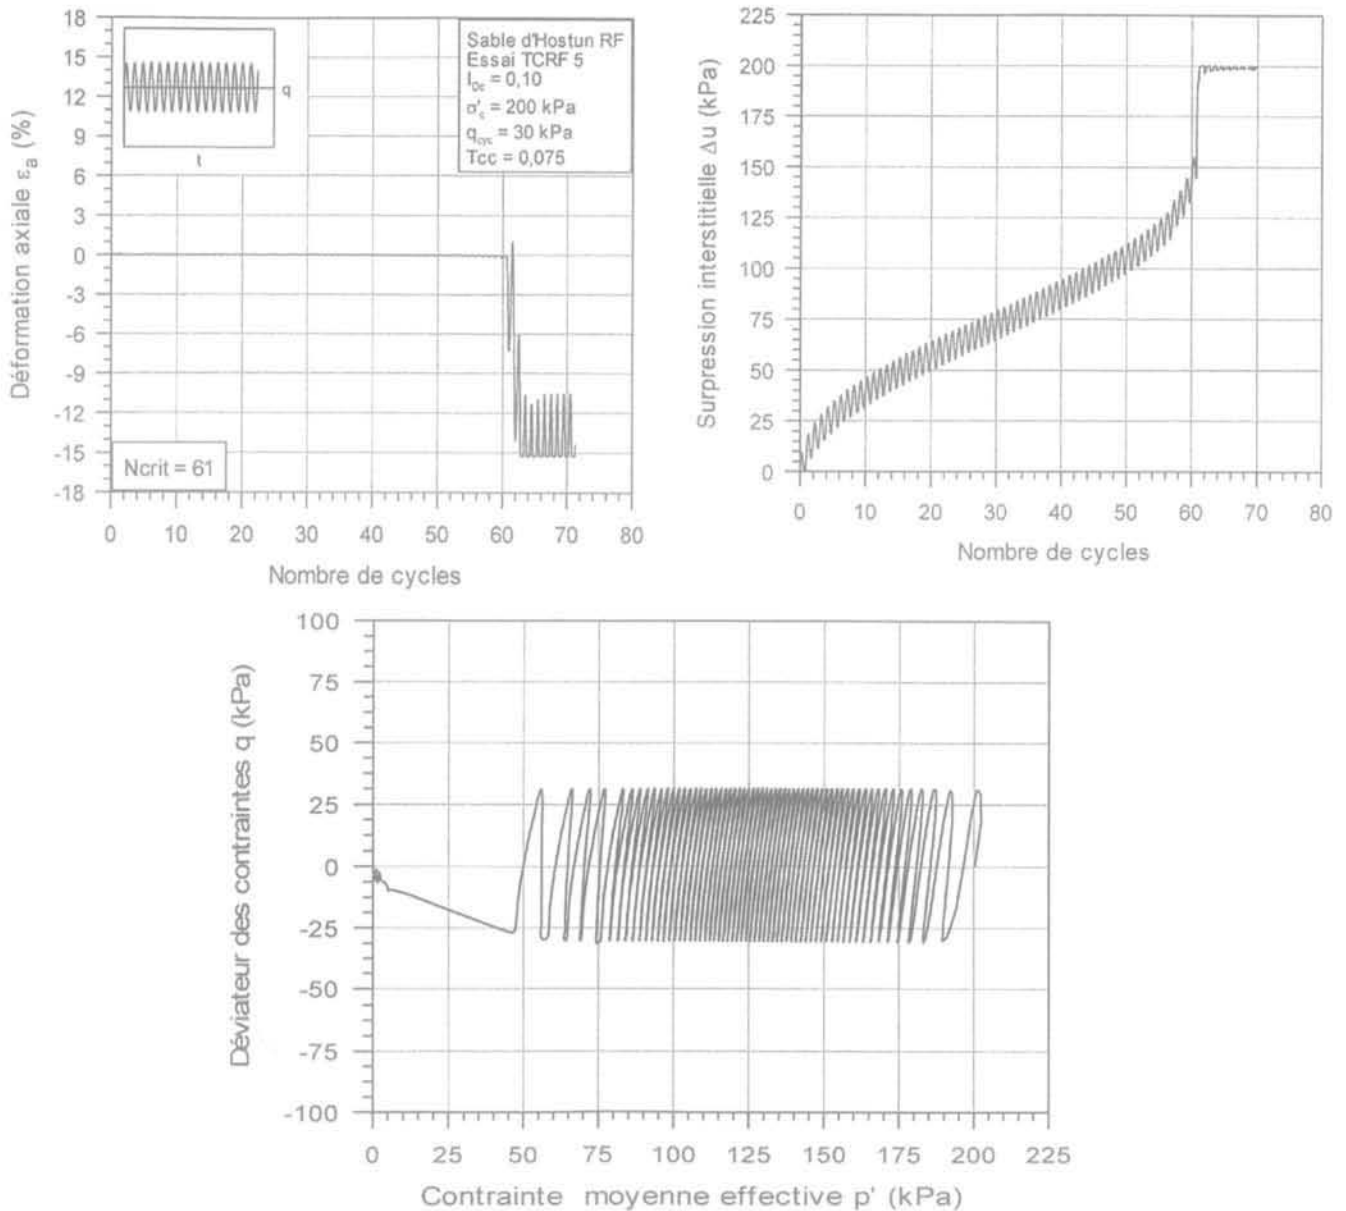 18
15
12
9
6
3
0
-3
-6
-9
-12
-15
-18
Déformation axiale εa (%)
q
t
Sable d'Hostun RF
Essai TCRF 5
IDc = 0,10
σ'c = 200 kPa
qcyc = 30 kPa
Tcc = 0,075
Ncrit = 61
0 10 20 30 40 50 60 70 80
Nombre de cycles
225
200
175
150
125
100
75
50
25
0
Surpression interstitielle Δu (kPa)
0 10 20 30 40 50 60 70 80
Nombre de cycles
100
75
50
25
0
-25
-50
-75
-100
Déviateur des contraintes q (kPa)
0 25 50 75 100 125 150 175 200 225
Contrainte moyenne effective p' (kPa)